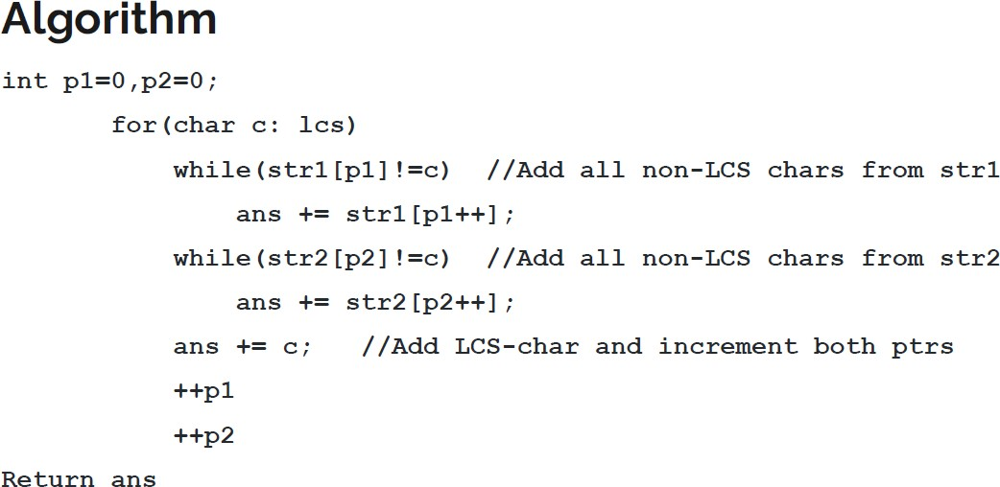 Algorithm
int p1=0,p2=0;
for(char c: lcs)
while(str1[p1]!=c)  //Add all non-LCS chars from str1
ans += str1[p1++];
while(str2[p2]!=c)  //Add all non-LCS chars from str2
ans += str2[p2++];
ans += c;   //Add LCS-char and increment both ptrs
++p1
++p2
Return ans